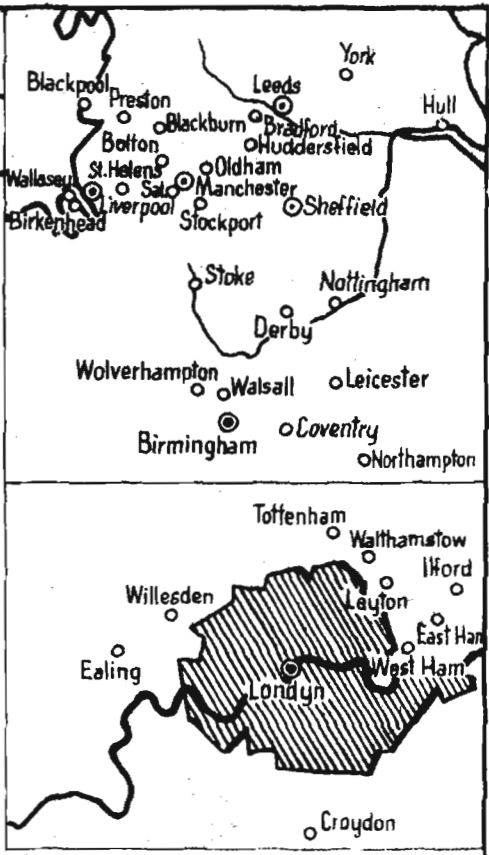 York
Leeds
Blackpool
Preston
Hull
Blackburn
Bradford
Huddersfield
Bolton
Oldham
St. Helens
Wallasey
Sal.
Manchester
Liverpool
Birkenhead
Stockport
Sheffield
Stoke
Nottingham
Derby
Wolverhampton
Walsall
Leicester
Birmingham
Coventry
Northampton
Tottenham
Walthamstow
Ilford
Willesden
Layton
East Ham
West Ham
Ealing
Londyn
Croydon